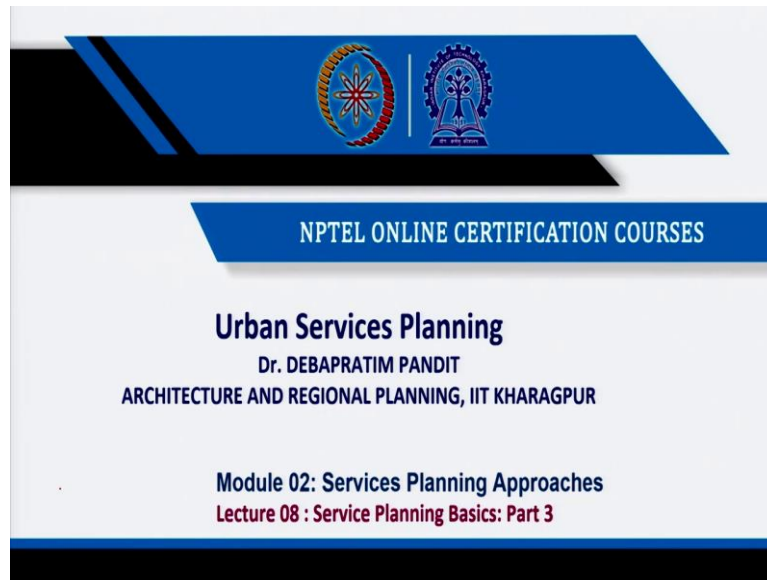 NPTEL ONLINE CERTIFICATION COURSES
Urban Services Planning
Dr. DEBAPRATIM PANDIT
ARCHITECTURE AND REGIONAL PLANNING, IIT KHARAGPUR
Module 02: Services Planning Approaches
Lecture 08 : Service Planning Basics: Part 3